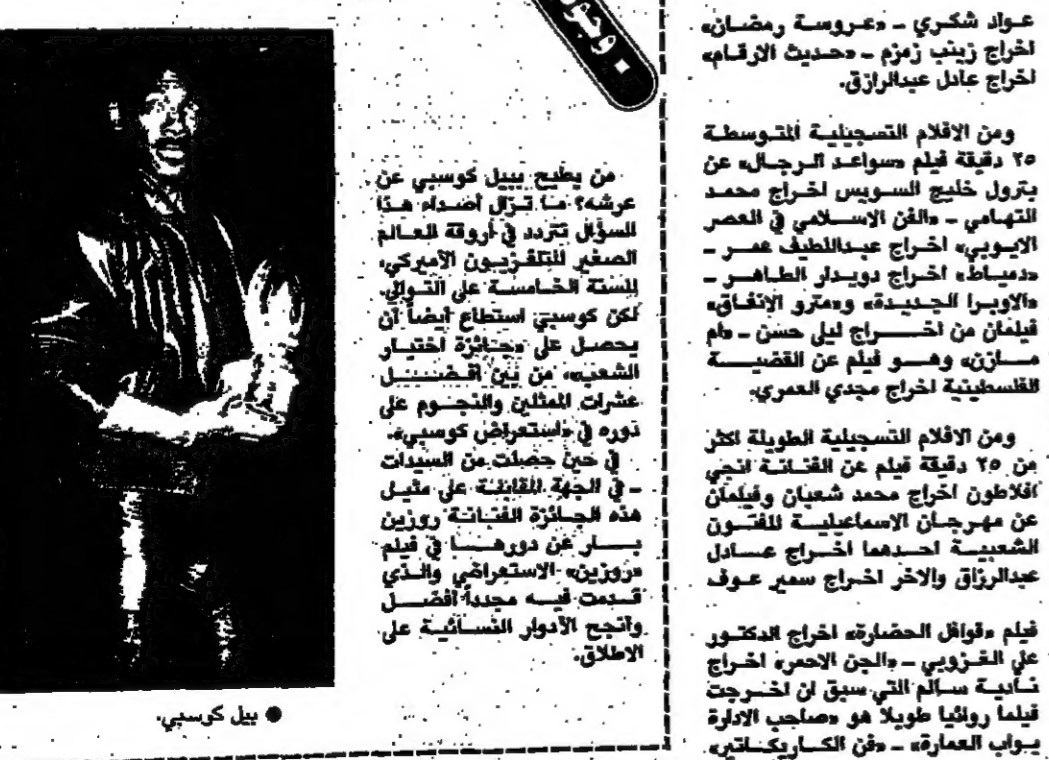 عواد شكري ـ «عروسة رمضان»
اخراج زينب زمزم ـ «حديث الارقام»
اخراج عادل عبدالرازق.
ومن الافلام التسجيلية المتوسطة
٢٥ دقيقة فيلم «سواعد الرجال» عن
بترول خليج السويس اخراج محمد
التهامي ـ «الفن الاسلامي في العصر
الايوبي» اخراج عبداللطيف عمر ـ
«دمياط» اخراج دويدار الطاهر ـ
«الاوبرا الجديدة» و«مترو الانفاق»
فيلمان من اخراج ليلى حسن ـ «ام
مازن» وهو فيلم عن القضية
الفلسطينية اخراج مجدي العمري.
ومن الافلام التسجيلية الطويلة اكثر
من ٢٥ دقيقة فيلم عن الفنانة انجي
افلاطون اخراج محمد شعبان وفيلمان
عن مهرجان الاسماعيلية للفنون
الشعبية احدهما اخراج عادل
عبدالرزاق والاخر اخراج سمير عوف
فيلم «قوافل الحضارة» اخراج الدكتور
علي الغزويي ـ «الجن الاحمر» اخراج
نادية سالم التي سبق ان اخرجت
فيلما روائيا طويلا هو «صاحب الادارة
بواب العمارة» ـ «فن الكاريكاتير»
من يطيح ببيل كوسبي عن
عرشه؟ ما تزال أصداء هذا
السؤال تتردد في أروقة العالم
الصغير للتلفزيون الأميركي،
للسنة الخامسة على التوالي.
لكن كوسبي استطاع أيضاً أن
يحصل على «جائزة اختيار
الشعب» من بين أفضل
عشرات الممثلين والنجوم على
دوره في «استعراض كوسبي».
في حين حصلت من السيدات
ـ في الجهة المقابلة على مثيل
هذه الجائزة الفنانة روزين
بار عن دورها في فيلم
«روزين» الاستعراضي والذي
قدمت فيه مجدداً أفضل
وأنجح الأدوار النسائية على
الاطلاق.
● بيل كوسبي.